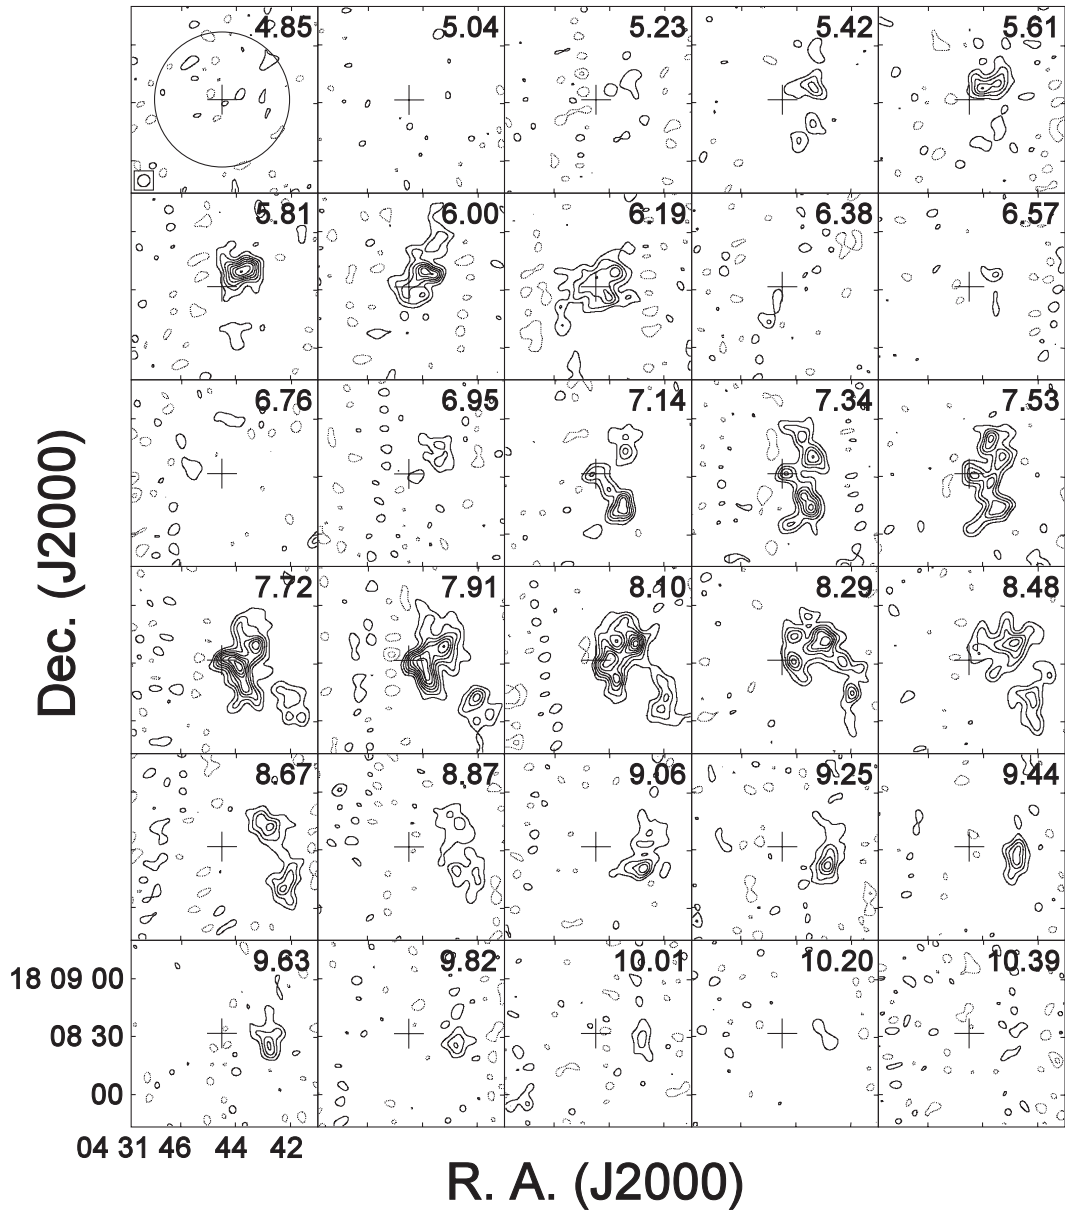 4.85 5.04 5.23 5.42 5.61
5.81 6.00 6.19 6.38 6.57
6.76 6.95 7.14 7.34 7.53
Dec. (J2000)
7.72 7.91 8.10 8.29 8.48
8.67 8.87 9.06 9.25 9.44
9.63 9.82 10.01 10.20 10.39
18 09 00
08 30
00
04 31 46 44 42
R. A. (J2000)